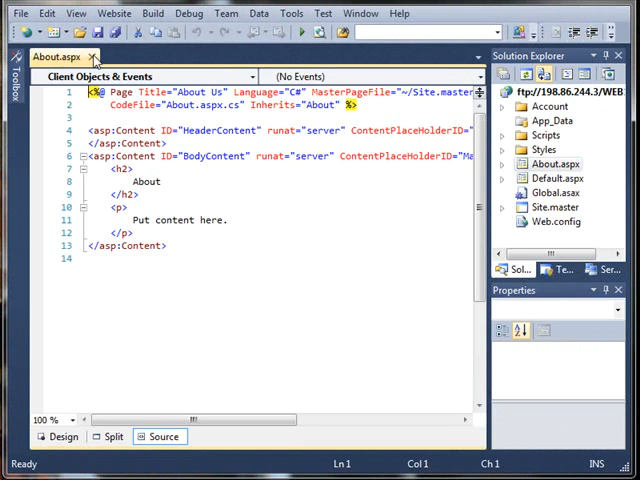 File Edit View Website Build Debug Team Data Tools Test Window Help
About.aspx
Client Objects & Events
(No Events)
Toolbox
1 <%@ Page Title="About Us" Language="C#" MasterPageFile="~/Site.master
2 CodeFile="About.aspx.cs" Inherits="About" %>
3
4 <asp:Content ID="HeaderContent" runat="server" ContentPlaceHolderID="
5 </asp:Content>
6 <asp:Content ID="BodyContent" runat="server" ContentPlaceHolderID="Ma
7 <h2>
8 About
9 </h2>
10 <p>
11 Put content here.
12 </p>
13 </asp:Content>
14
100 %
Design Split Source
Solution Explorer
ftp://198.86.244.3/WEB
Account
App_Data
Scripts
Styles
About.aspx
Default.aspx
Global.asax
Site.master
Web.config
Sol... Te... Ser...
Properties
Ready Ln 1 Ch 1 INS